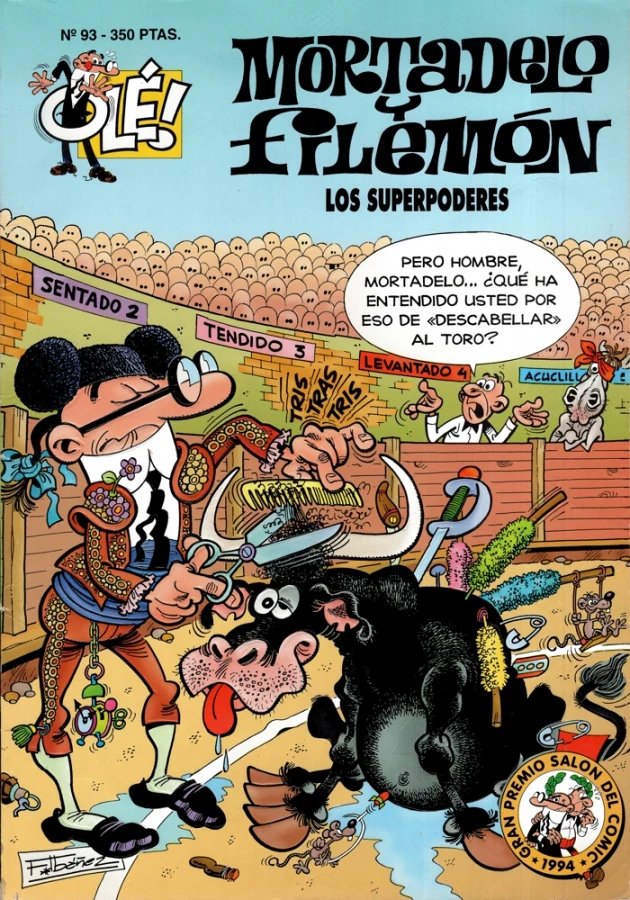 Nº 93 - 350 PTAS.
OLÉ!
MORTADELO
Y
FILEMÓN
LOS SUPERPODERES
PERO HOMBRE,
MORTADELO... ¿QUÉ HA
ENTENDIDO USTED POR
ESO DE «DESCABELLAR»
AL TORO?
SENTADO 2
TENDIDO 3
LEVANTADO 4
ACUCLILL
TRIS
TRAS
TRIS
GRAN PREMIO SALON DEL COMIC
* 1994 *
F. Ibáñez